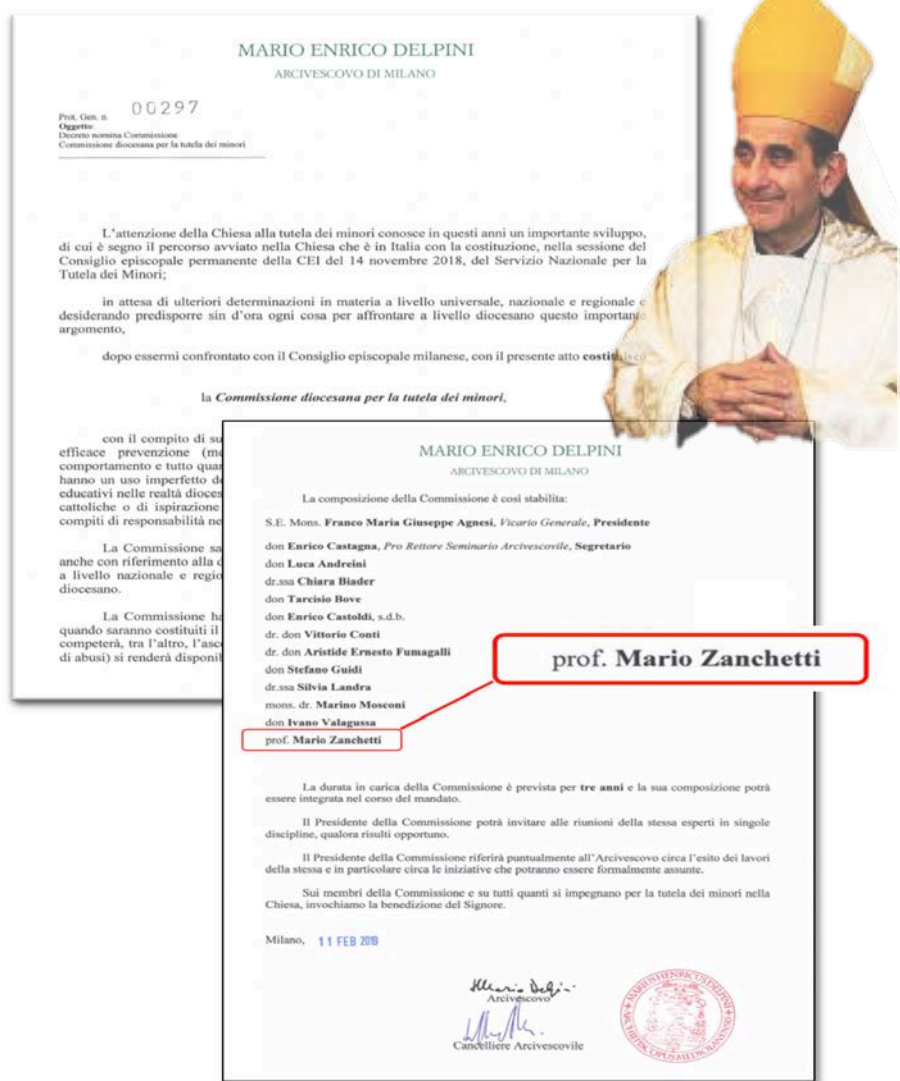 MARIO ENRICO DELPINI
ARCIVESCOVO DI MILANO
Prot. Gen. n. 00297
Oggetto:
Decreto nomina Commissione
Commissione diocesana per la tutela dei minori
L'attenzione della Chiesa alla tutela dei minori conosce in questi anni un importante sviluppo,
di cui è segno il percorso avviato nella Chiesa che è in Italia con la costituzione, nella sessione del
Consiglio episcopale permanente della CEI del 14 novembre 2018, del Servizio Nazionale per la
Tutela dei Minori;
in attesa di ulteriori determinazioni in materia a livello universale, nazionale e regionale e
desiderando predisporre sin d'ora ogni cosa per affrontare a livello diocesano questo importante
argomento,
dopo essermi confrontato con il Consiglio episcopale milanese, con il presente atto costituisco
la Commissione diocesana per la tutela dei minori,
con il compito di su
efficace prevenzione (m
comportamento e tutto quan
hanno un uso imperfetto de
educativi nelle realtà dioces
cattoliche o di ispirazione
compiti di responsabilità ne
La Commissione sa
anche con riferimento alla
a livello nazionale e regio
diocesano.
La Commissione ha
quando saranno costituiti il
competerà, tra l'altro, l'asc
di abusi) si renderà disponil
MARIO ENRICO DELPINI
ARCIVESCOVO DI MILANO
La composizione della Commissione è così stabilita:
S.E. Mons. Franco Maria Giuseppe Agnesi, Vicario Generale, Presidente
don Enrico Castagna, Pro Rettore Seminario Arcivescovile, Segretario
don Luca Andreini
dr.ssa Chiara Biader
don Tarcisio Bove
don Enrico Castoldi, s.d.b.
dr. don Vittorio Conti
dr. don Aristide Ernesto Fumagalli
don Stefano Guidi
dr.ssa Silvia Landra
mons. dr. Marino Mosconi
don Ivano Valagussa
prof. Mario Zanchetti
prof. Mario Zanchetti
La durata in carica della Commissione è prevista per tre anni e la sua composizione potrà
essere integrata nel corso del mandato.
Il Presidente della Commissione potrà invitare alle riunioni della stessa esperti in singole
discipline, qualora risulti opportuno.
Il Presidente della Commissione riferirà puntualmente all'Arcivescovo circa l'esito dei lavori
della stessa e in particolare circa le iniziative che potranno essere formalmente assunte.
Sui membri della Commissione e su tutti quanti si impegnano per la tutela dei minori nella
Chiesa, invochiamo la benedizione del Signore.
Milano, 11 FEB 2019
Mario Delpini
Arcivescovo
Cancelliere Arcivescovile